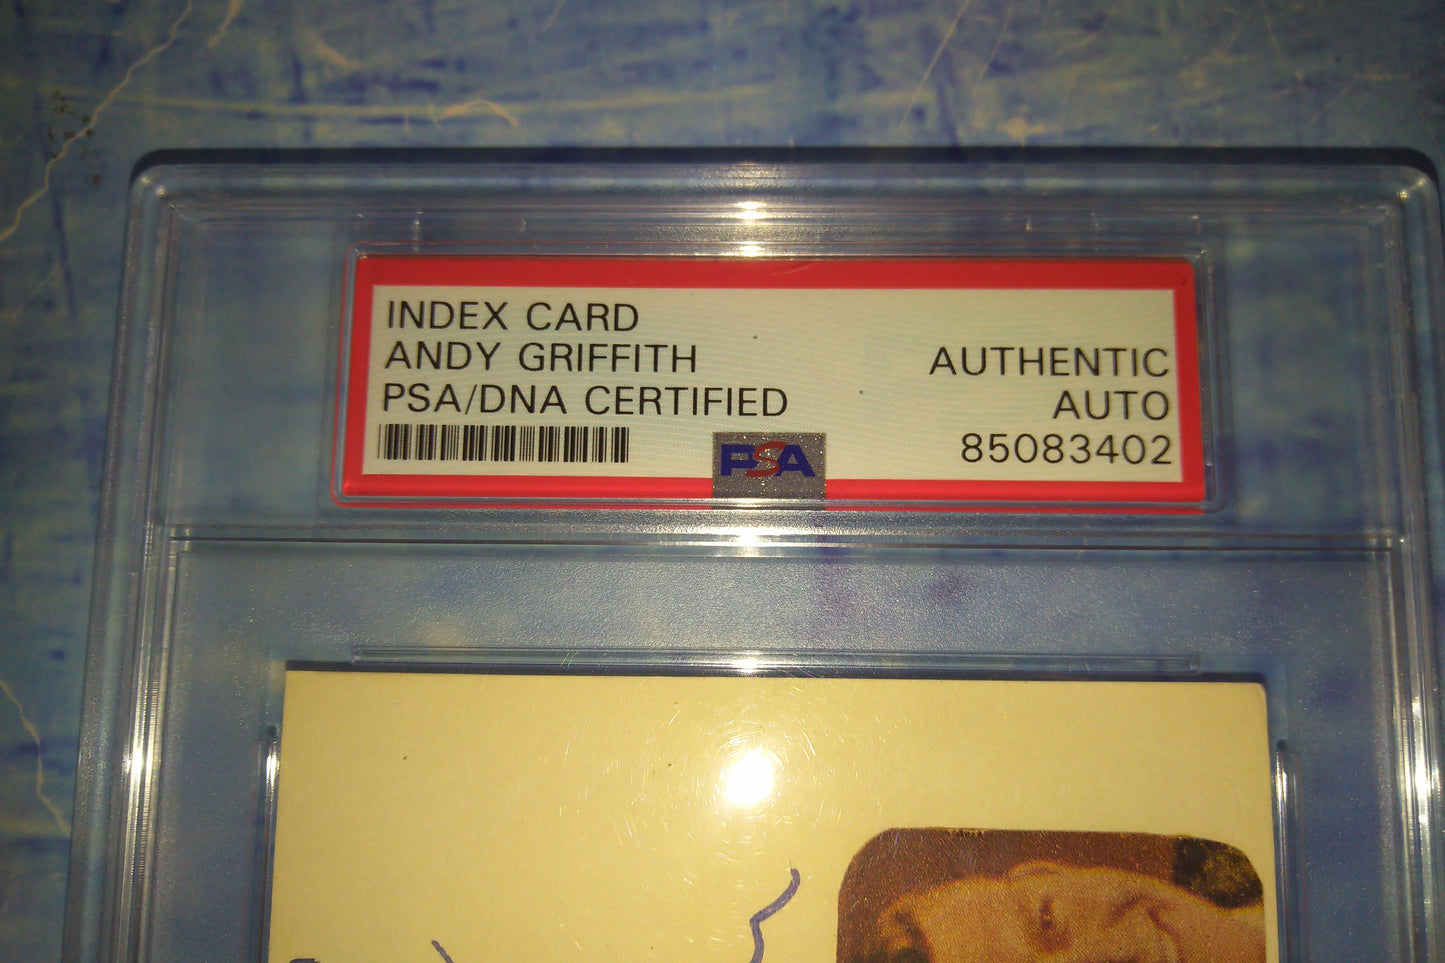 INDEX CARD
ANDY GRIFFITH
PSA/DNA CERTIFIED
AUTHENTIC
AUTO
85083402
PSA